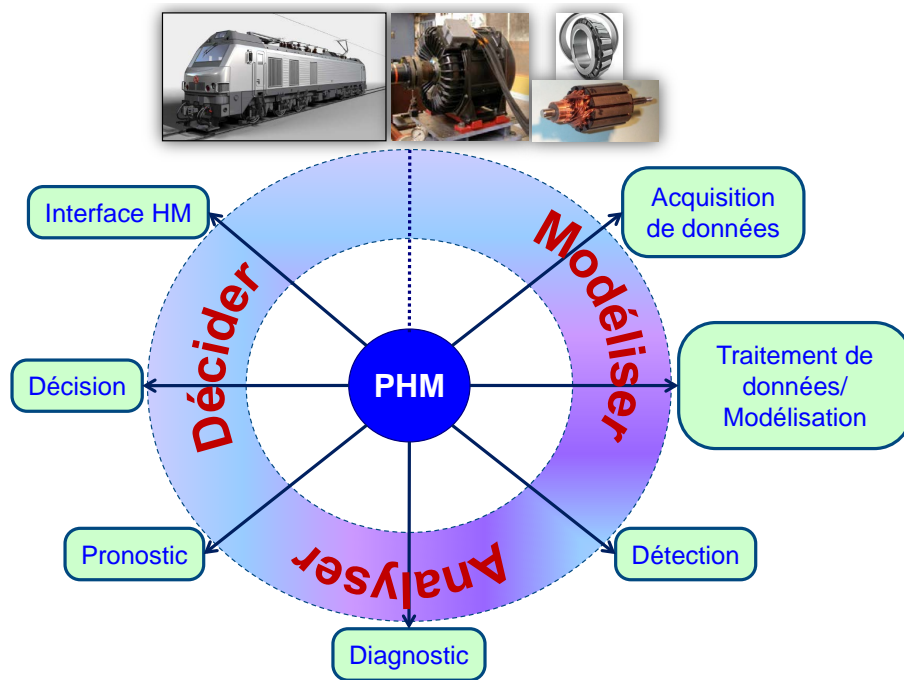 Interface HM
Acquisition
de données
Modéliser
Décider
PHM
Décision
Traitement de
données/
Modélisation
Analyser
Pronostic
Détection
Diagnostic